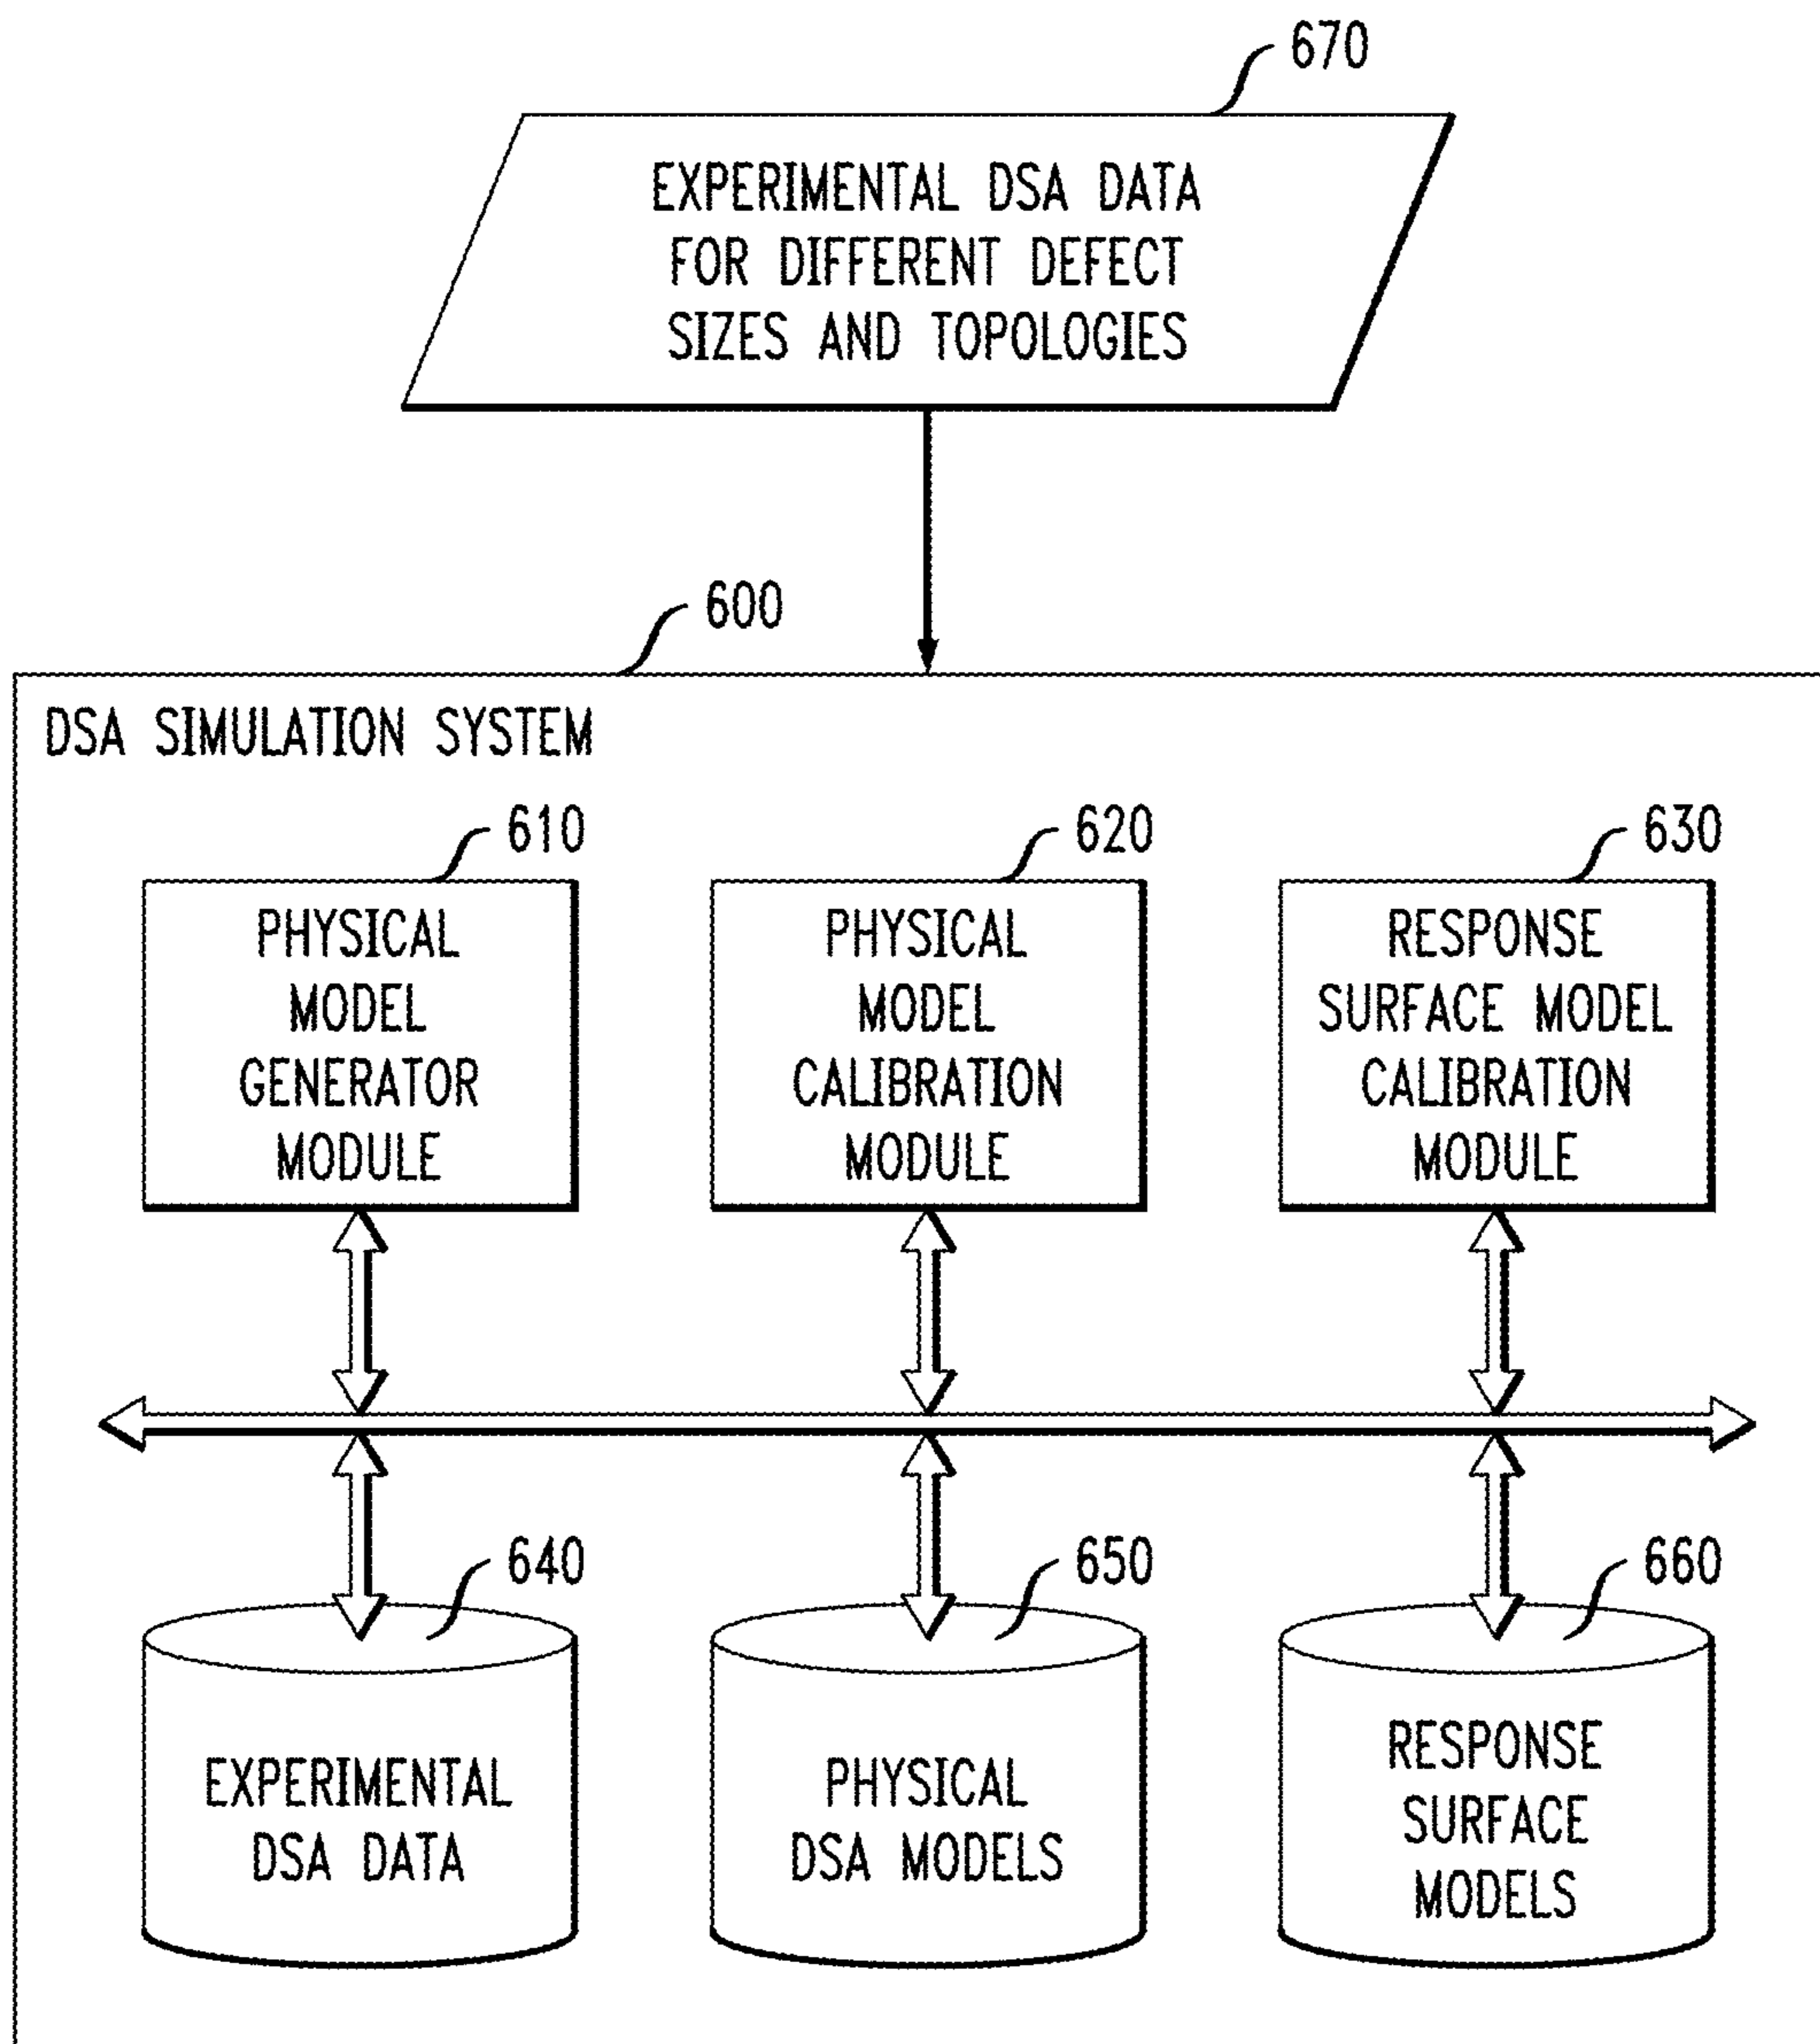 670
EXPERIMENTAL DSA DATA
FOR DIFFERENT DEFECT
SIZES AND TOPOLOGIES
600
DSA SIMULATION SYSTEM
610
PHYSICAL
MODEL
GENERATOR
MODULE
620
PHYSICAL
MODEL
CALIBRATION
MODULE
630
RESPONSE
SURFACE MODEL
CALIBRATION
MODULE
640
EXPERIMENTAL
DSA DATA
650
PHYSICAL
DSA MODELS
660
RESPONSE
SURFACE
MODELS